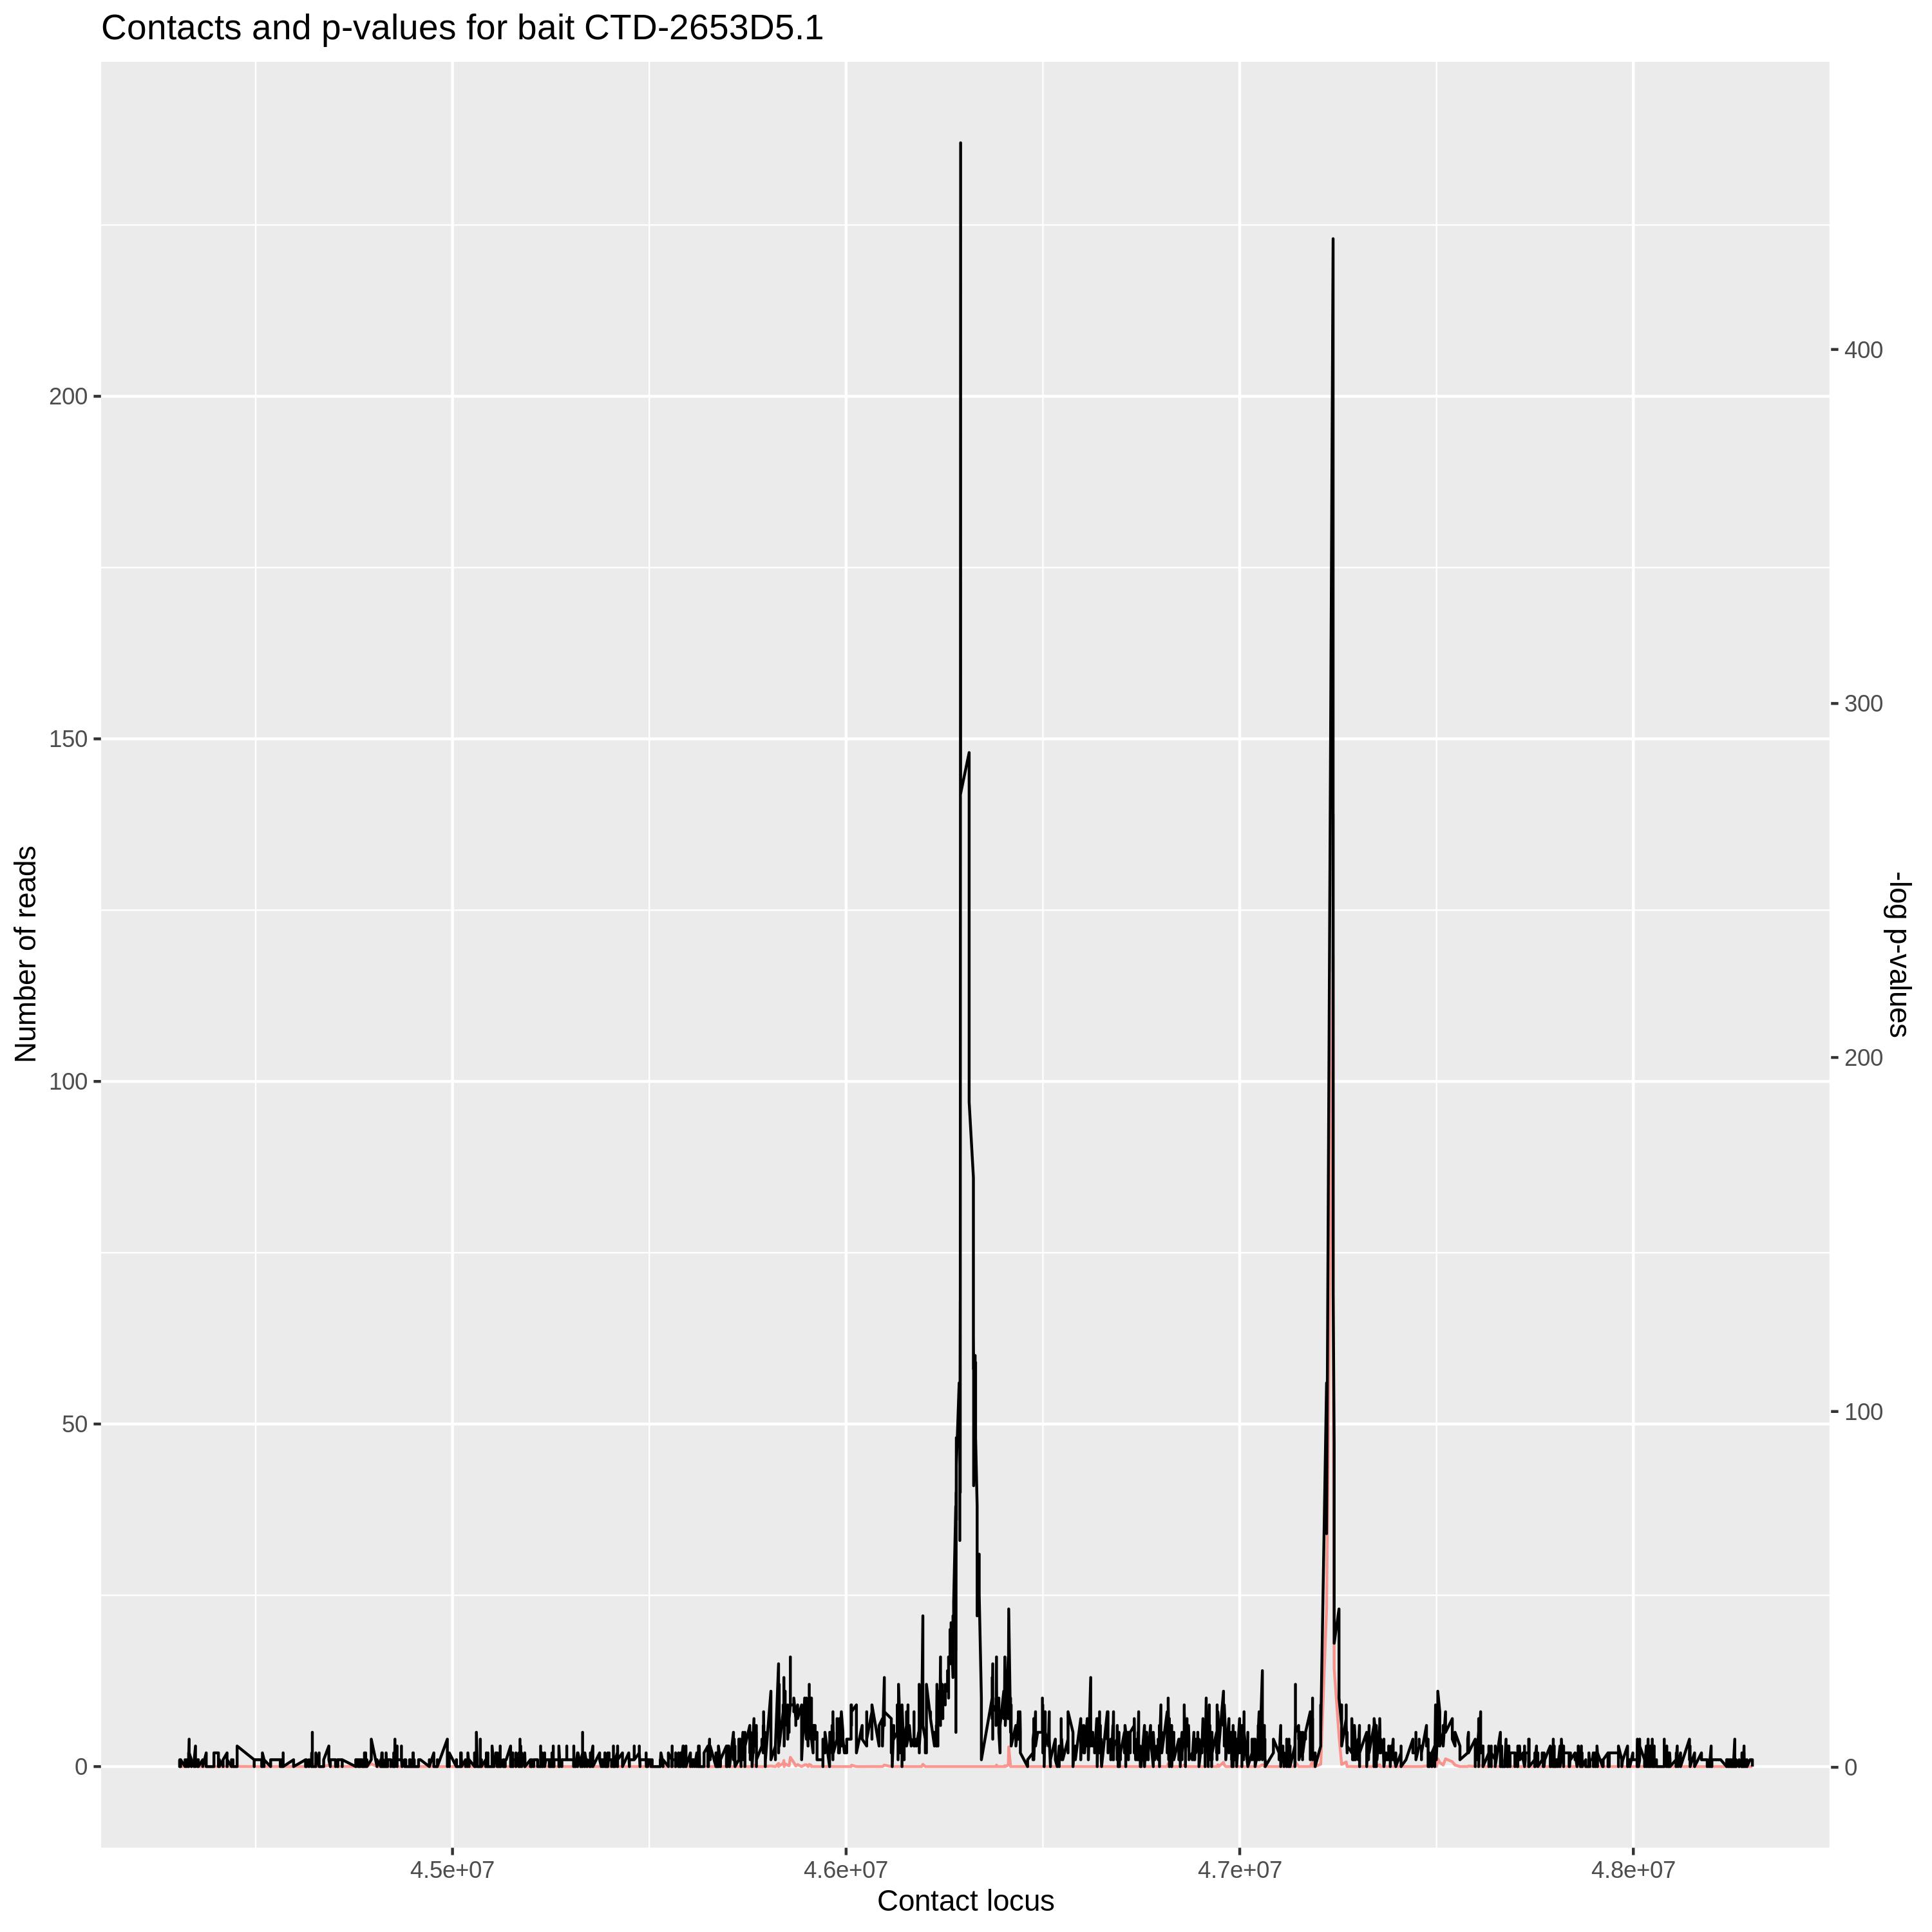 Contacts and p-values for bait CTD-2653D5.1
Number of reads
200
150
100
50
0
400
300
200
100
0
-log p-values
4.5e+07 4.6e+07 4.7e+07 4.8e+07
Contact locus